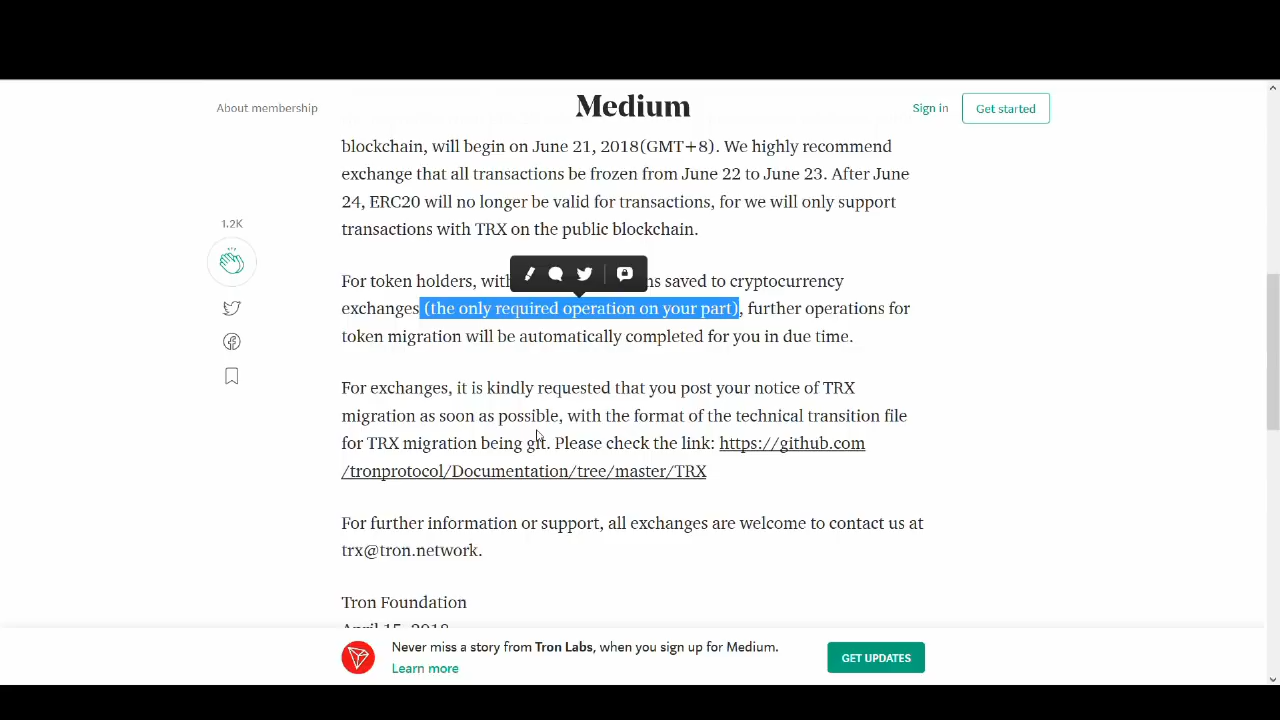 About membership
Medium
Sign in
Get started
blockchain, will begin on June 21, 2018(GMT+8). We highly recommend
exchange that all transactions be frozen from June 22 to June 23. After June
24, ERC20 will no longer be valid for transactions, for we will only support
transactions with TRX on the public blockchain.
1.2K
For token holders, with saved to cryptocurrency
exchanges (the only required operation on your part), further operations for
token migration will be automatically completed for you in due time.
For exchanges, it is kindly requested that you post your notice of TRX
migration as soon as possible, with the format of the technical transition file
for TRX migration being git. Please check the link: https://github.com
/tronprotocol/Documentation/tree/master/TRX
For further information or support, all exchanges are welcome to contact us at
trx@tron.network.
Tron Foundation
April 15, 2018
Never miss a story from Tron Labs, when you sign up for Medium.
Learn more
GET UPDATES